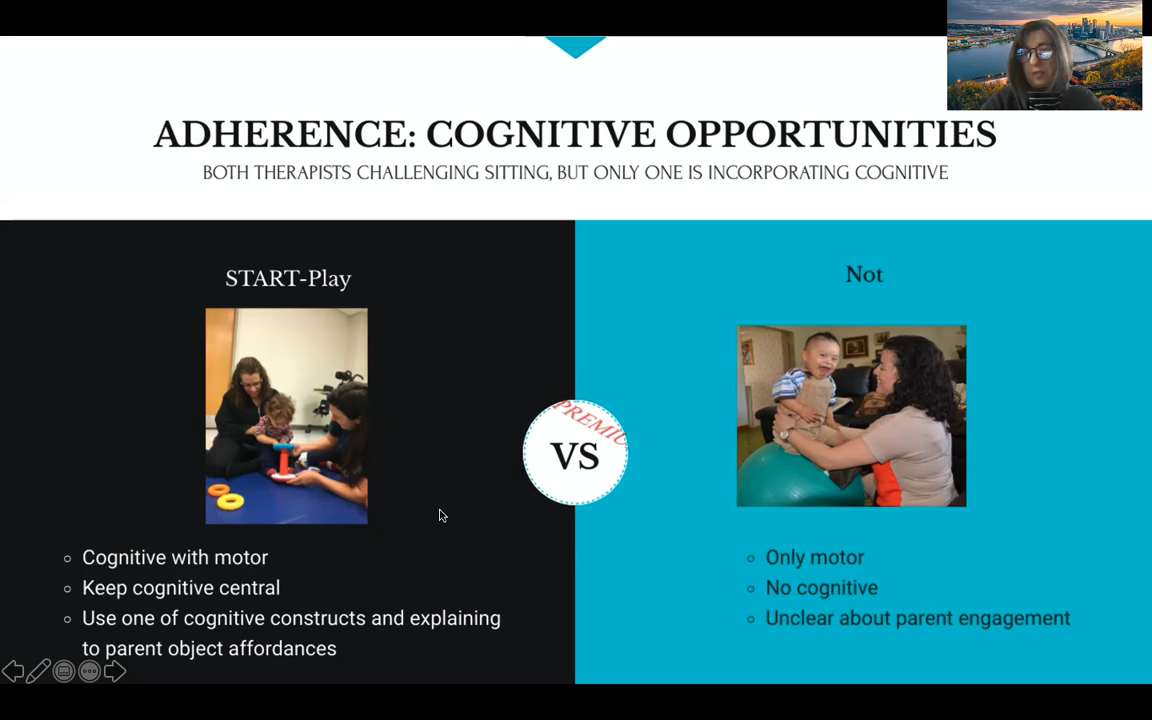 ADHERENCE: COGNITIVE OPPORTUNITIES
BOTH THERAPISTS CHALLENGING SITTING, BUT ONLY ONE IS INCORPORATING COGNITIVE
START-Play
Cognitive with motor
Keep cognitive central
Use one of cognitive constructs and explaining
to parent object affordances
PREMIU
VS
Not
Only motor
No cognitive
Unclear about parent engagement